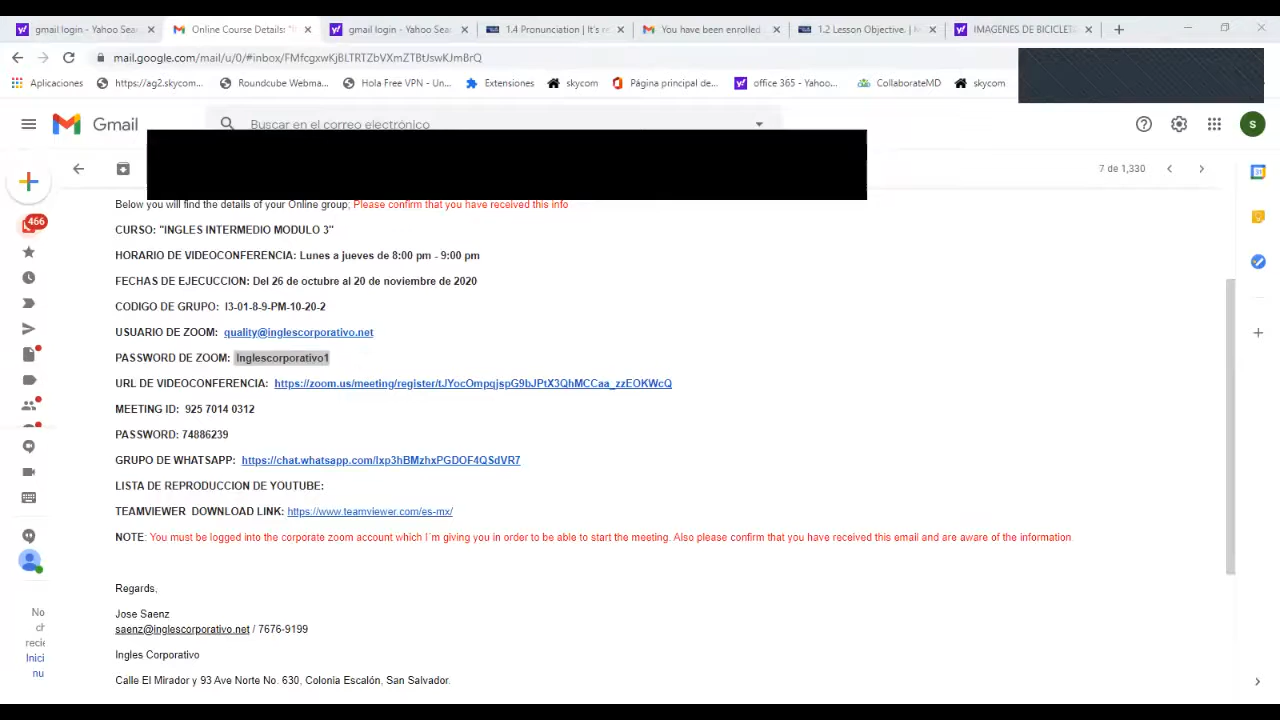 gmail login - Yahoo Sear
Online Course Details: "I
gmail login - Yahoo Sear
1.4 Pronunciation | It's re
You have been enrolled
1.2 Lesson Objective. | M
IMAGENES DE BICICLET
mail.google.com/mail/u/0/#inbox/FMfcgxwKjBLTRTZbVXmZTBtJswKJmBrQ
Aplicaciones
https://ag2.skycom...
Roundcube Webma...
Hola Free VPN - Un...
Extensiones
skycom
Página principal de...
office 365 - Yahoo...
CollaborateMD
skycom
Gmail
Buscar en el correo electrónico
S
7 de 1,330
466
Below you will find the details of your Online group; Please confirm that you have received this info
CURSO: "INGLES INTERMEDIO MODULO 3"
HORARIO DE VIDEOCONFERENCIA: Lunes a jueves de 8:00 pm - 9:00 pm
FECHAS DE EJECUCCION: Del 26 de octubre al 20 de noviembre de 2020
CODIGO DE GRUPO: I3-01-8-9-PM-10-20-2
USUARIO DE ZOOM: quality@inglescorporativo.net
PASSWORD DE ZOOM: Inglescorporativo1
URL DE VIDEOCONFERENCIA: https://zoom.us/meeting/register/tJYocOmpqjspG9bJPtX3QhMCCaa_zzEOKWcQ
MEETING ID: 925 7014 0312
PASSWORD: 74886239
GRUPO DE WHATSAPP: https://chat.whatsapp.com/Ixp3hBMzhxPGDOF4QSdVR7
LISTA DE REPRODUCCION DE YOUTUBE:
TEAMVIEWER DOWNLOAD LINK: https://www.teamviewer.com/es-mx/
NOTE: You must be logged into the corporate zoom account which I`m giving you in order to be able to start the meeting. Also please confirm that you have received this email and are aware of the information
Regards,
Jose Saenz
saenz@inglescorporativo.net / 7676-9199
Ingles Corporativo
Calle El Mirador y 93 Ave Norte No. 630, Colonia Escalón, San Salvador.
No
ch
recie
Inici
nu